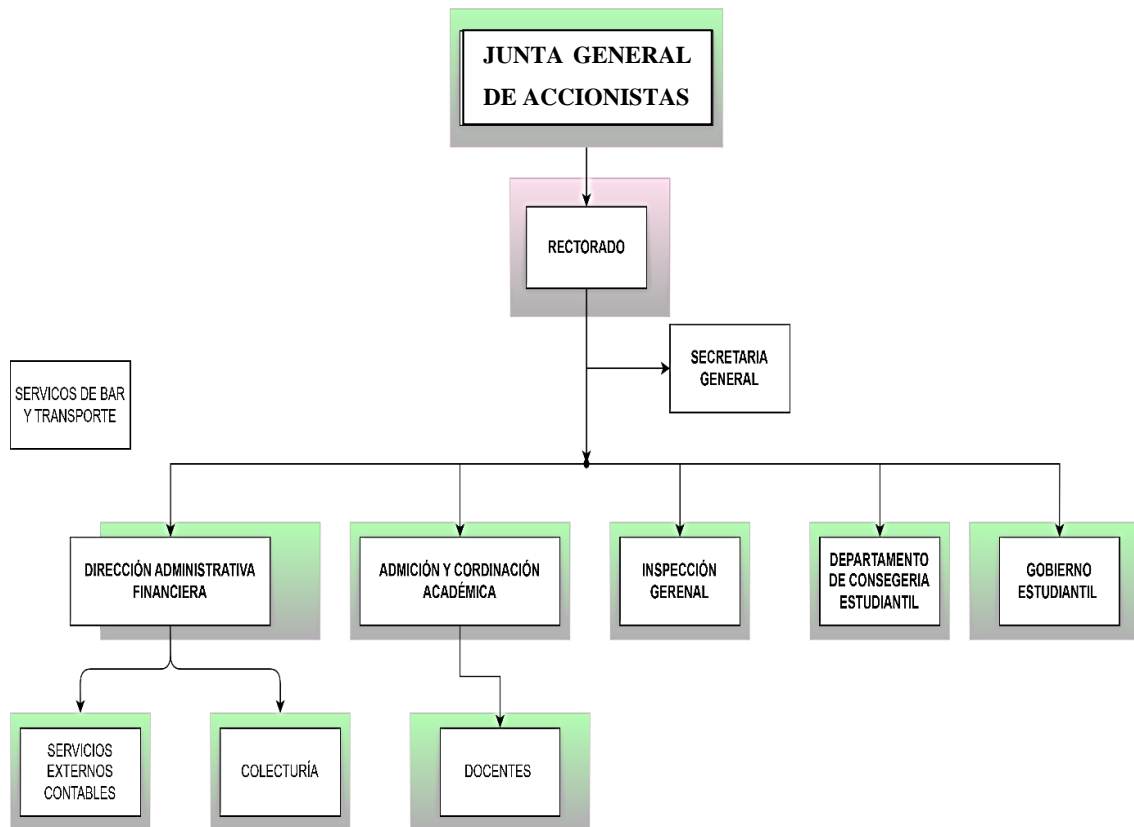 JUNTA GENERAL
DE ACCIONISTAS
RECTORADO
SECRETARIA
GENERAL
SERVICOS DE BAR
Y TRANSPORTE
DIRECCIÓN ADMINISTRATIVA
FINANCIERA
ADMICIÓN Y CORDINACIÓN
ACADÉMICA
INSPECCIÓN
GERENAL
DEPARTAMENTO
DE CONSEGERIA
ESTUDIANTIL
GOBIERNO
ESTUDIANTIL
SERVICIOS
EXTERNOS
CONTABLES
COLECTURÍA
DOCENTES